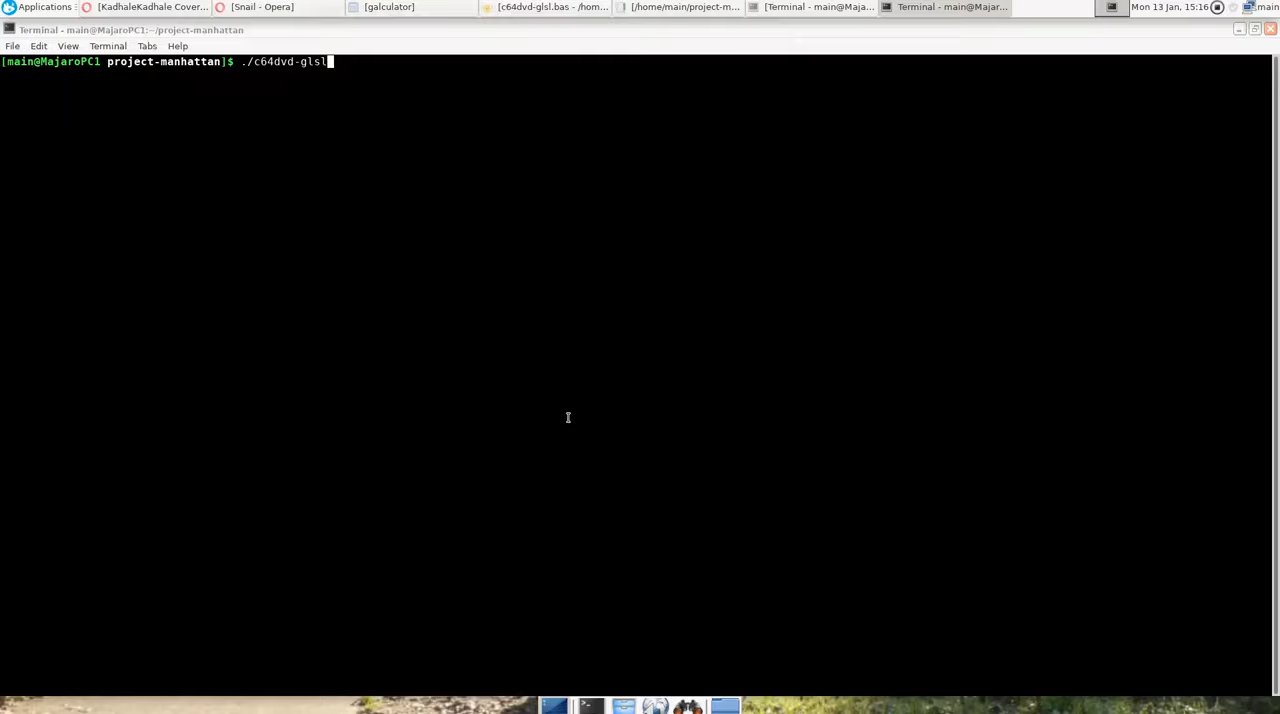 Applications
[KadhaleKadhale Cover...
[Snail - Opera]
[galculator]
[c64dvd-glsl.bas - /hom...
[/home/main/project-m...
[Terminal - main@Maja...
Terminal - main@Major...
Mon 13 Jan, 15:16
main
Terminal - main@MajaroPC1:~/project-manhattan
File Edit View Terminal Tabs Help
[main@MajaroPC1 project-manhattan]$ ./c64dvd-glsl